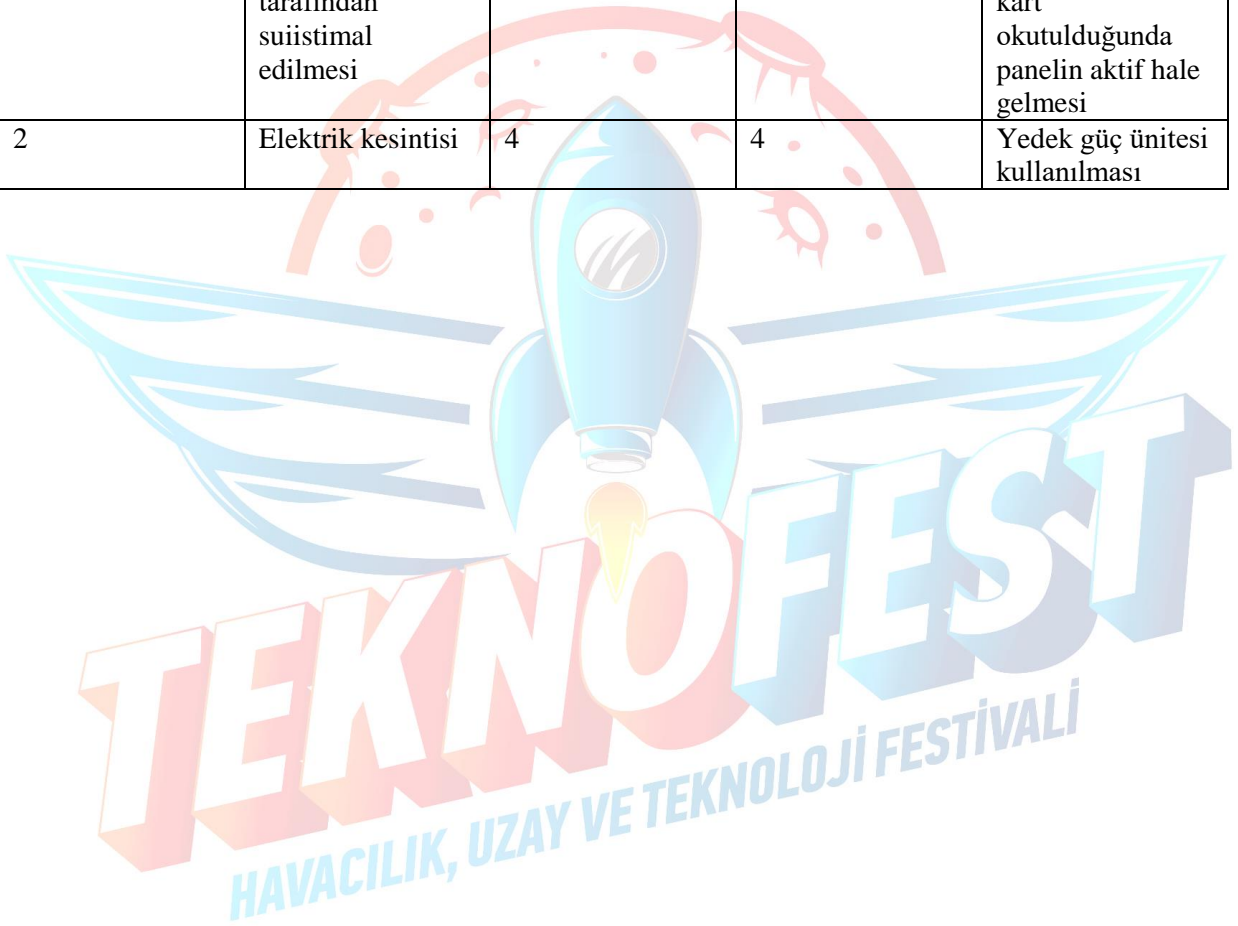 tarafından
suiistimal
edilmesi
kart
okutulduğunda
panelin aktif hale
gelmesi
2 Elektrik kesintisi 4 4 Yedek güç ünitesi
kullanılması
TEKNOFEST
HAVACILIK, UZAY VE TEKNOLOJİ FESTİVALİ